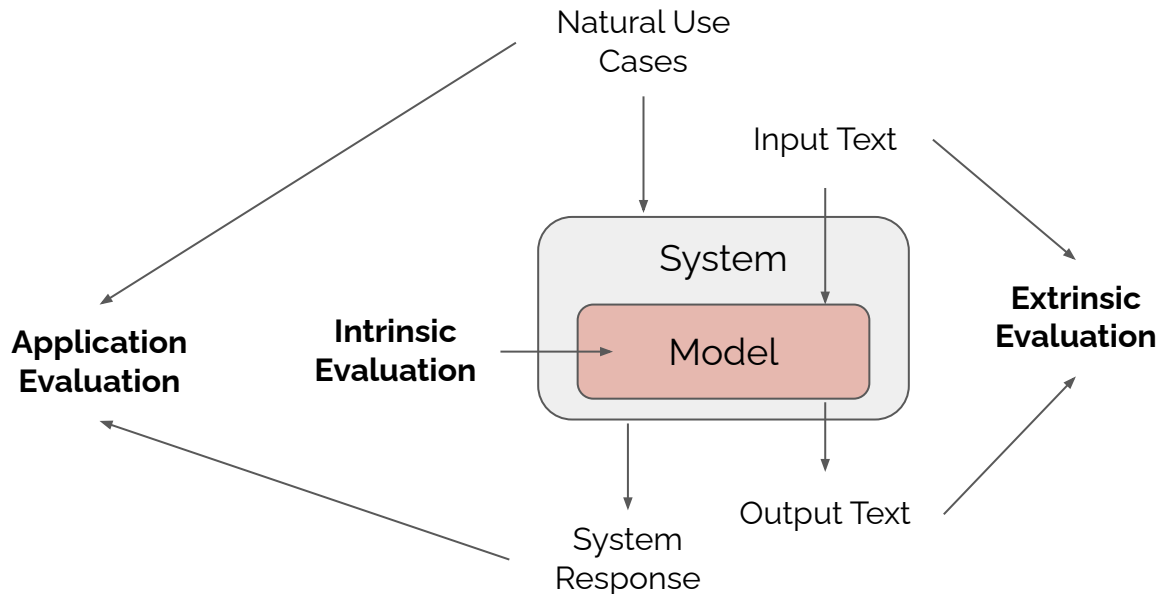 Natural Use
Cases
Input Text
System
Extrinsic
Evaluation
Intrinsic
Evaluation
Application
Evaluation
Model
Output Text
System
Response